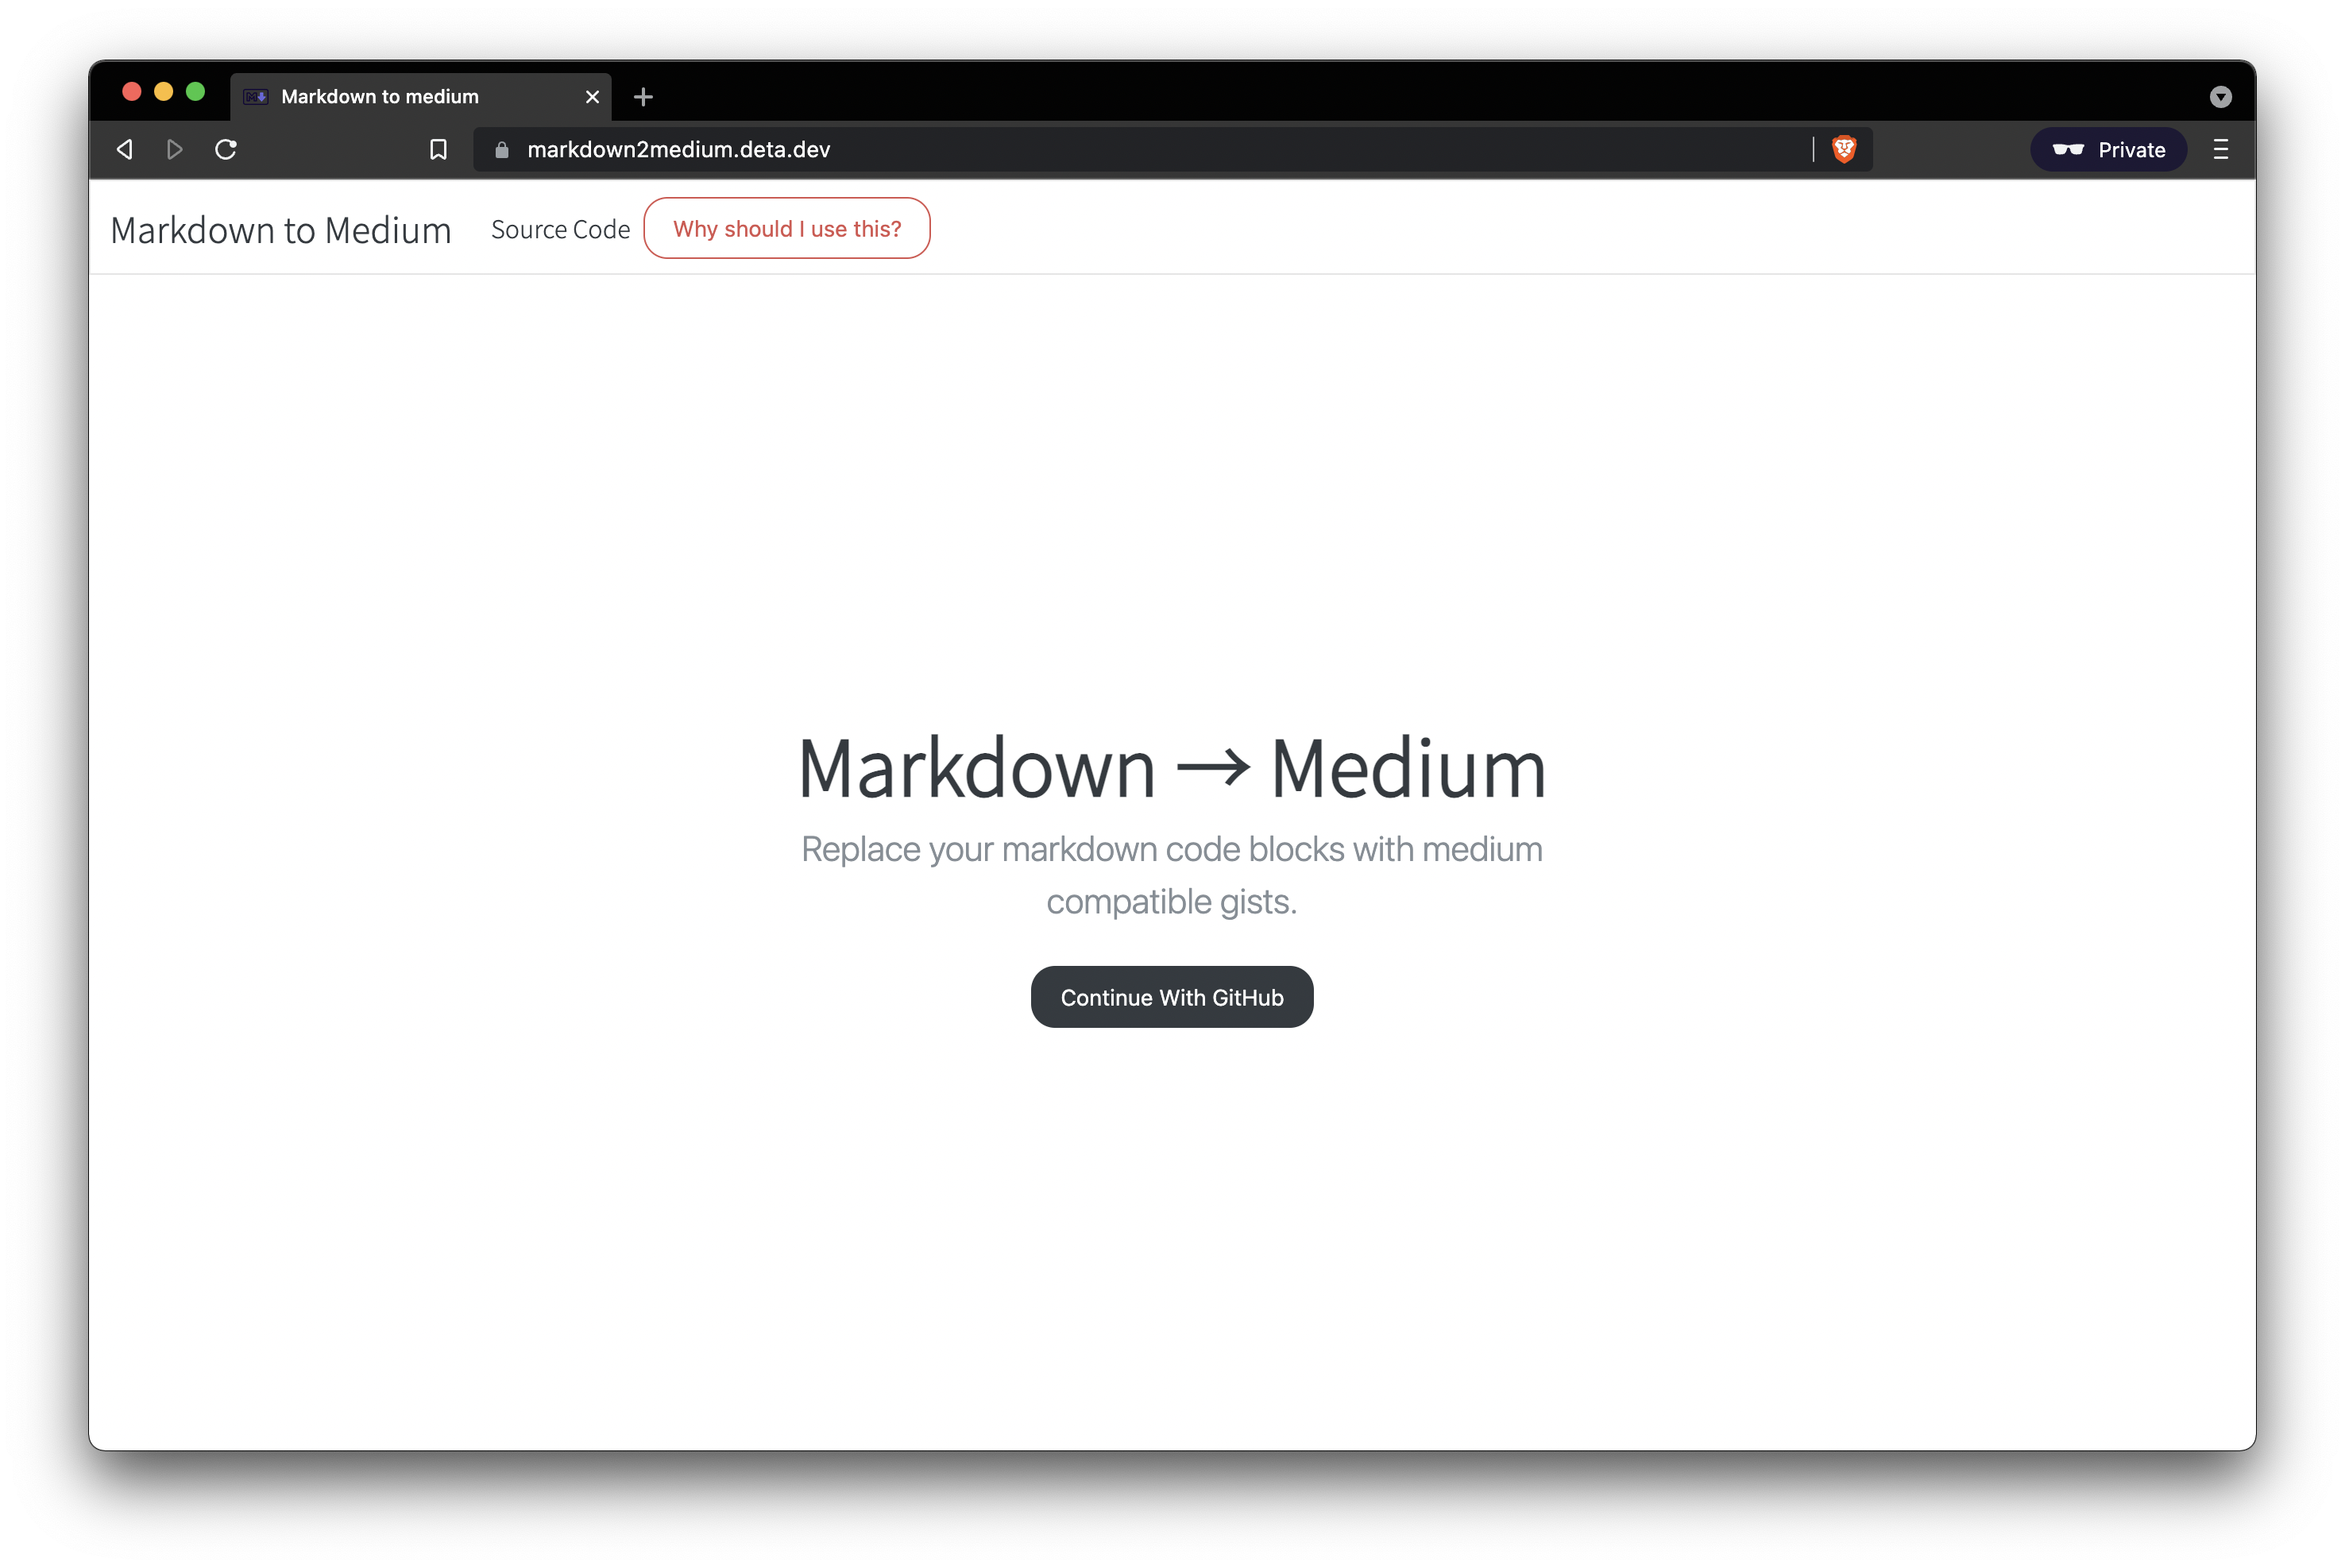 Markdown to medium
markdown2medium.deta.dev
Private
Markdown to Medium
Source Code
Why should I use this?
Markdown → Medium
Replace your markdown code blocks with medium
compatible gists.
Continue With GitHub